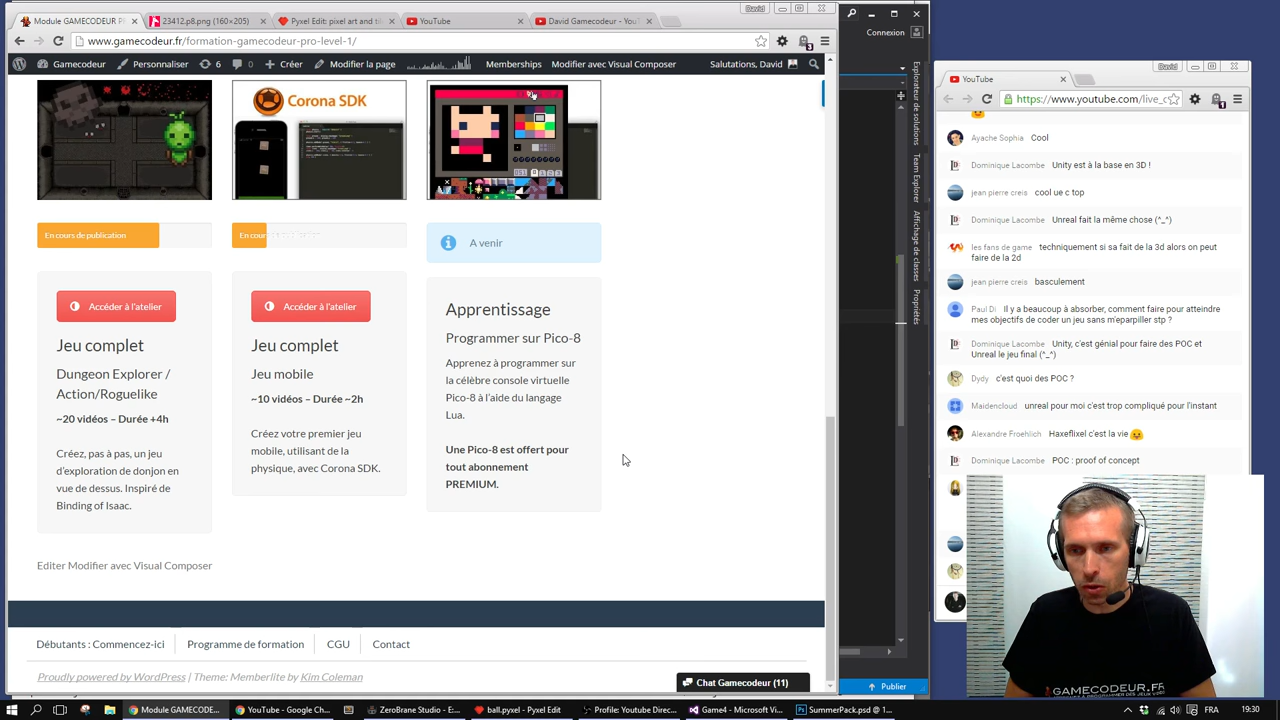 Module GAMECODEUR P
23412.p8.png (160×205)
Pyxel Edit: pixel art and til
YouTube
David Gamecodeur - YouT
David
www.gamecodeur.fr/formation-gamecodeur-pro-level-1/
Gamecodeur
Personnaliser
6
0
Créer
Modifier la page
Memberships
Modifier avec Visual Composer
Salutations, David
Corona SDK
En cours de publication
A venir
Accéder à l'atelier
Jeu complet
Dungeon Explorer /
Action/Roguelike
~20 vidéos – Durée +4h
Créez, pas à pas, un jeu
d'exploration de donjon en
vue de dessus. Inspiré de
Binding of Isaac.
Accéder à l'atelier
Jeu complet
Jeu mobile
~10 vidéos – Durée ~2h
Créez votre premier jeu
mobile, utilisant de la
physique, avec Corona SDK.
Apprentissage
Programmer sur Pico-8
Apprenez à programmer sur
la célèbre console virtuelle
Pico-8 à l'aide du langage
Lua.
Une Pico-8 est offert pour
tout abonnement
PREMIUM.
Editer Modifier avec Visual Composer
Débutants : Commencez-ici
CGU
Contact
Proudly powered by WordPress
Chat Gamecodeur (11)
Connexion
Explorateur de solutions
Team Explorer
Affichage de classes
Propriétés
Publier
David
YouTube
https://www.youtube.com/live_c
Ayache Sophia Cool
Dominique Lacombe Unity est à la base en 3D !
jean pierre creis cool ue c top
Dominique Lacombe Unreal fait la même chose (^_^)
les fans de game techniquement si sa fait de la 3d alors on peut
faire de la 2d
jean pierre creis basculement
Paul Di Il y a beaucoup à absorber, comment faire pour atteindre
mes objectifs de coder un jeu sans m'éparpiller stp ?
Dominique Lacombe Unity, c'est génial pour faire des POC et
Unreal le jeu final (^_^)
Dydy c'est quoi des POC ?
Maidencloud unreal pour moi c'est trop compliqué pour l'instant
Alexandre Froehlich Haxeflixel c'est la vie
Dominique Lacombe POC : proof of concept
GAMECODEUR.FR
Module GAMECODE...
YouTube - Google Ch...
ZeroBrane Studio - E...
ball.pyxel - Pyxel Edit
Profile: Youtube Direc...
Game4 - Microsoft Vi...
SummerPack.psd @ ...
FR
19:30